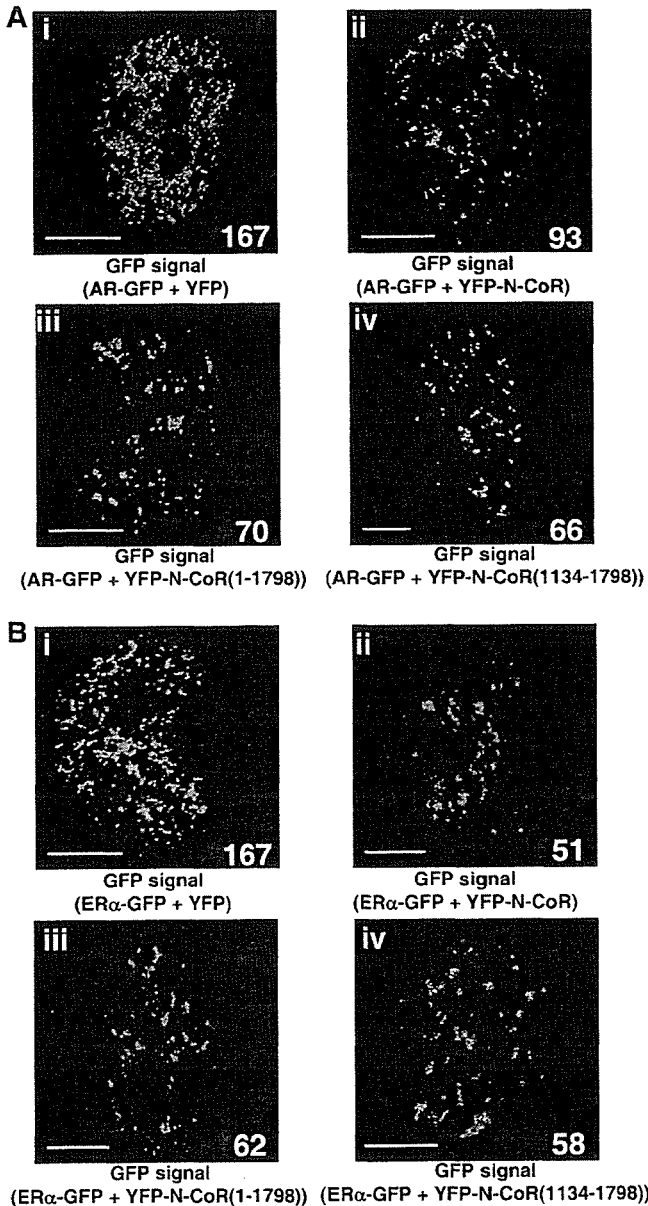 A
i
ii
167
93
GFP signal
(AR-GFP + YFP)
GFP signal
(AR-GFP + YFP-N-CoR)
iii
iv
70
66
GFP signal
(AR-GFP + YFP-N-CoR(1-1798))
GFP signal
(AR-GFP + YFP-N-CoR(1134-1798))
B
i
ii
167
51
GFP signal
(ERα-GFP + YFP)
GFP signal
(ERα-GFP + YFP-N-CoR)
iii
iv
62
58
GFP signal
(ERα-GFP + YFP-N-CoR(1-1798))
GFP signal
(ERα-GFP + YFP-N-CoR(1134-1798))